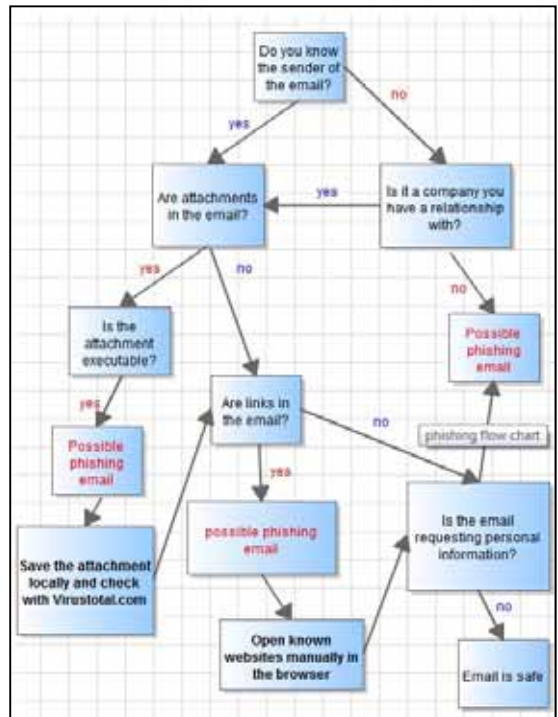 Do you know
the sender of
the email?
no
yes
Are attachments
in the email?
yes
Is it a company you
have a relationship
with?
yes
no
no
Is the
attachment
executable?
Possible
phishing
email
yes
Are links in
the email?
no
phishing flow chart
Possible
phishing
email
yes
possible phishing
email
Is the email
requesting personal
information?
Save the attachment
locally and check
with Virustotal.com
no
Open known
websites manually in
the browser
Email is safe